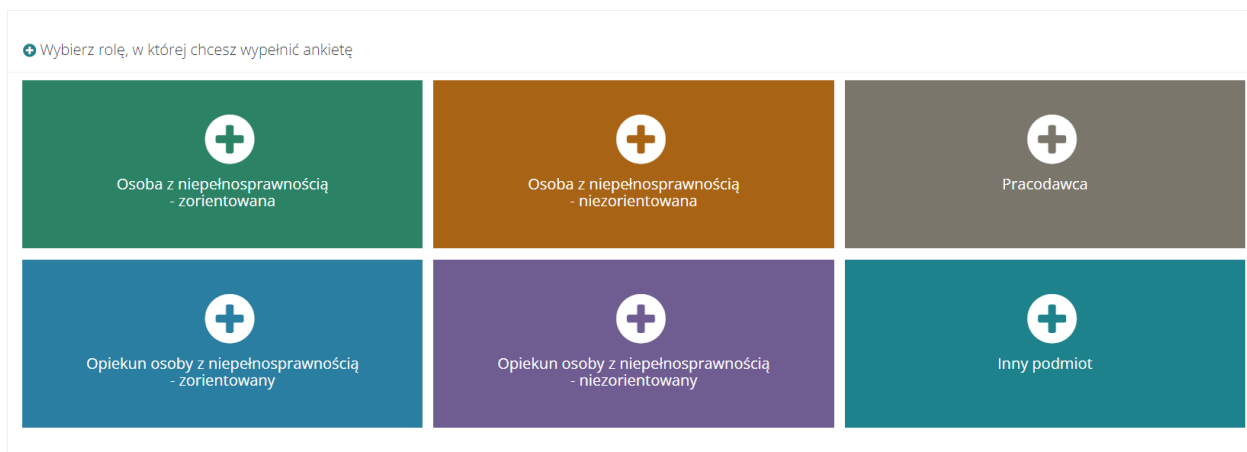 Wybierz rolę, w której chcesz wypełnić ankietę
Osoba z niepełnosprawnością
- zorientowana
Osoba z niepełnosprawnością
- niezorientowana
Pracodawca
Opiekun osoby z niepełnosprawnością
- zorientowany
Opiekun osoby z niepełnosprawnością
- niezorientowany
Inny podmiot